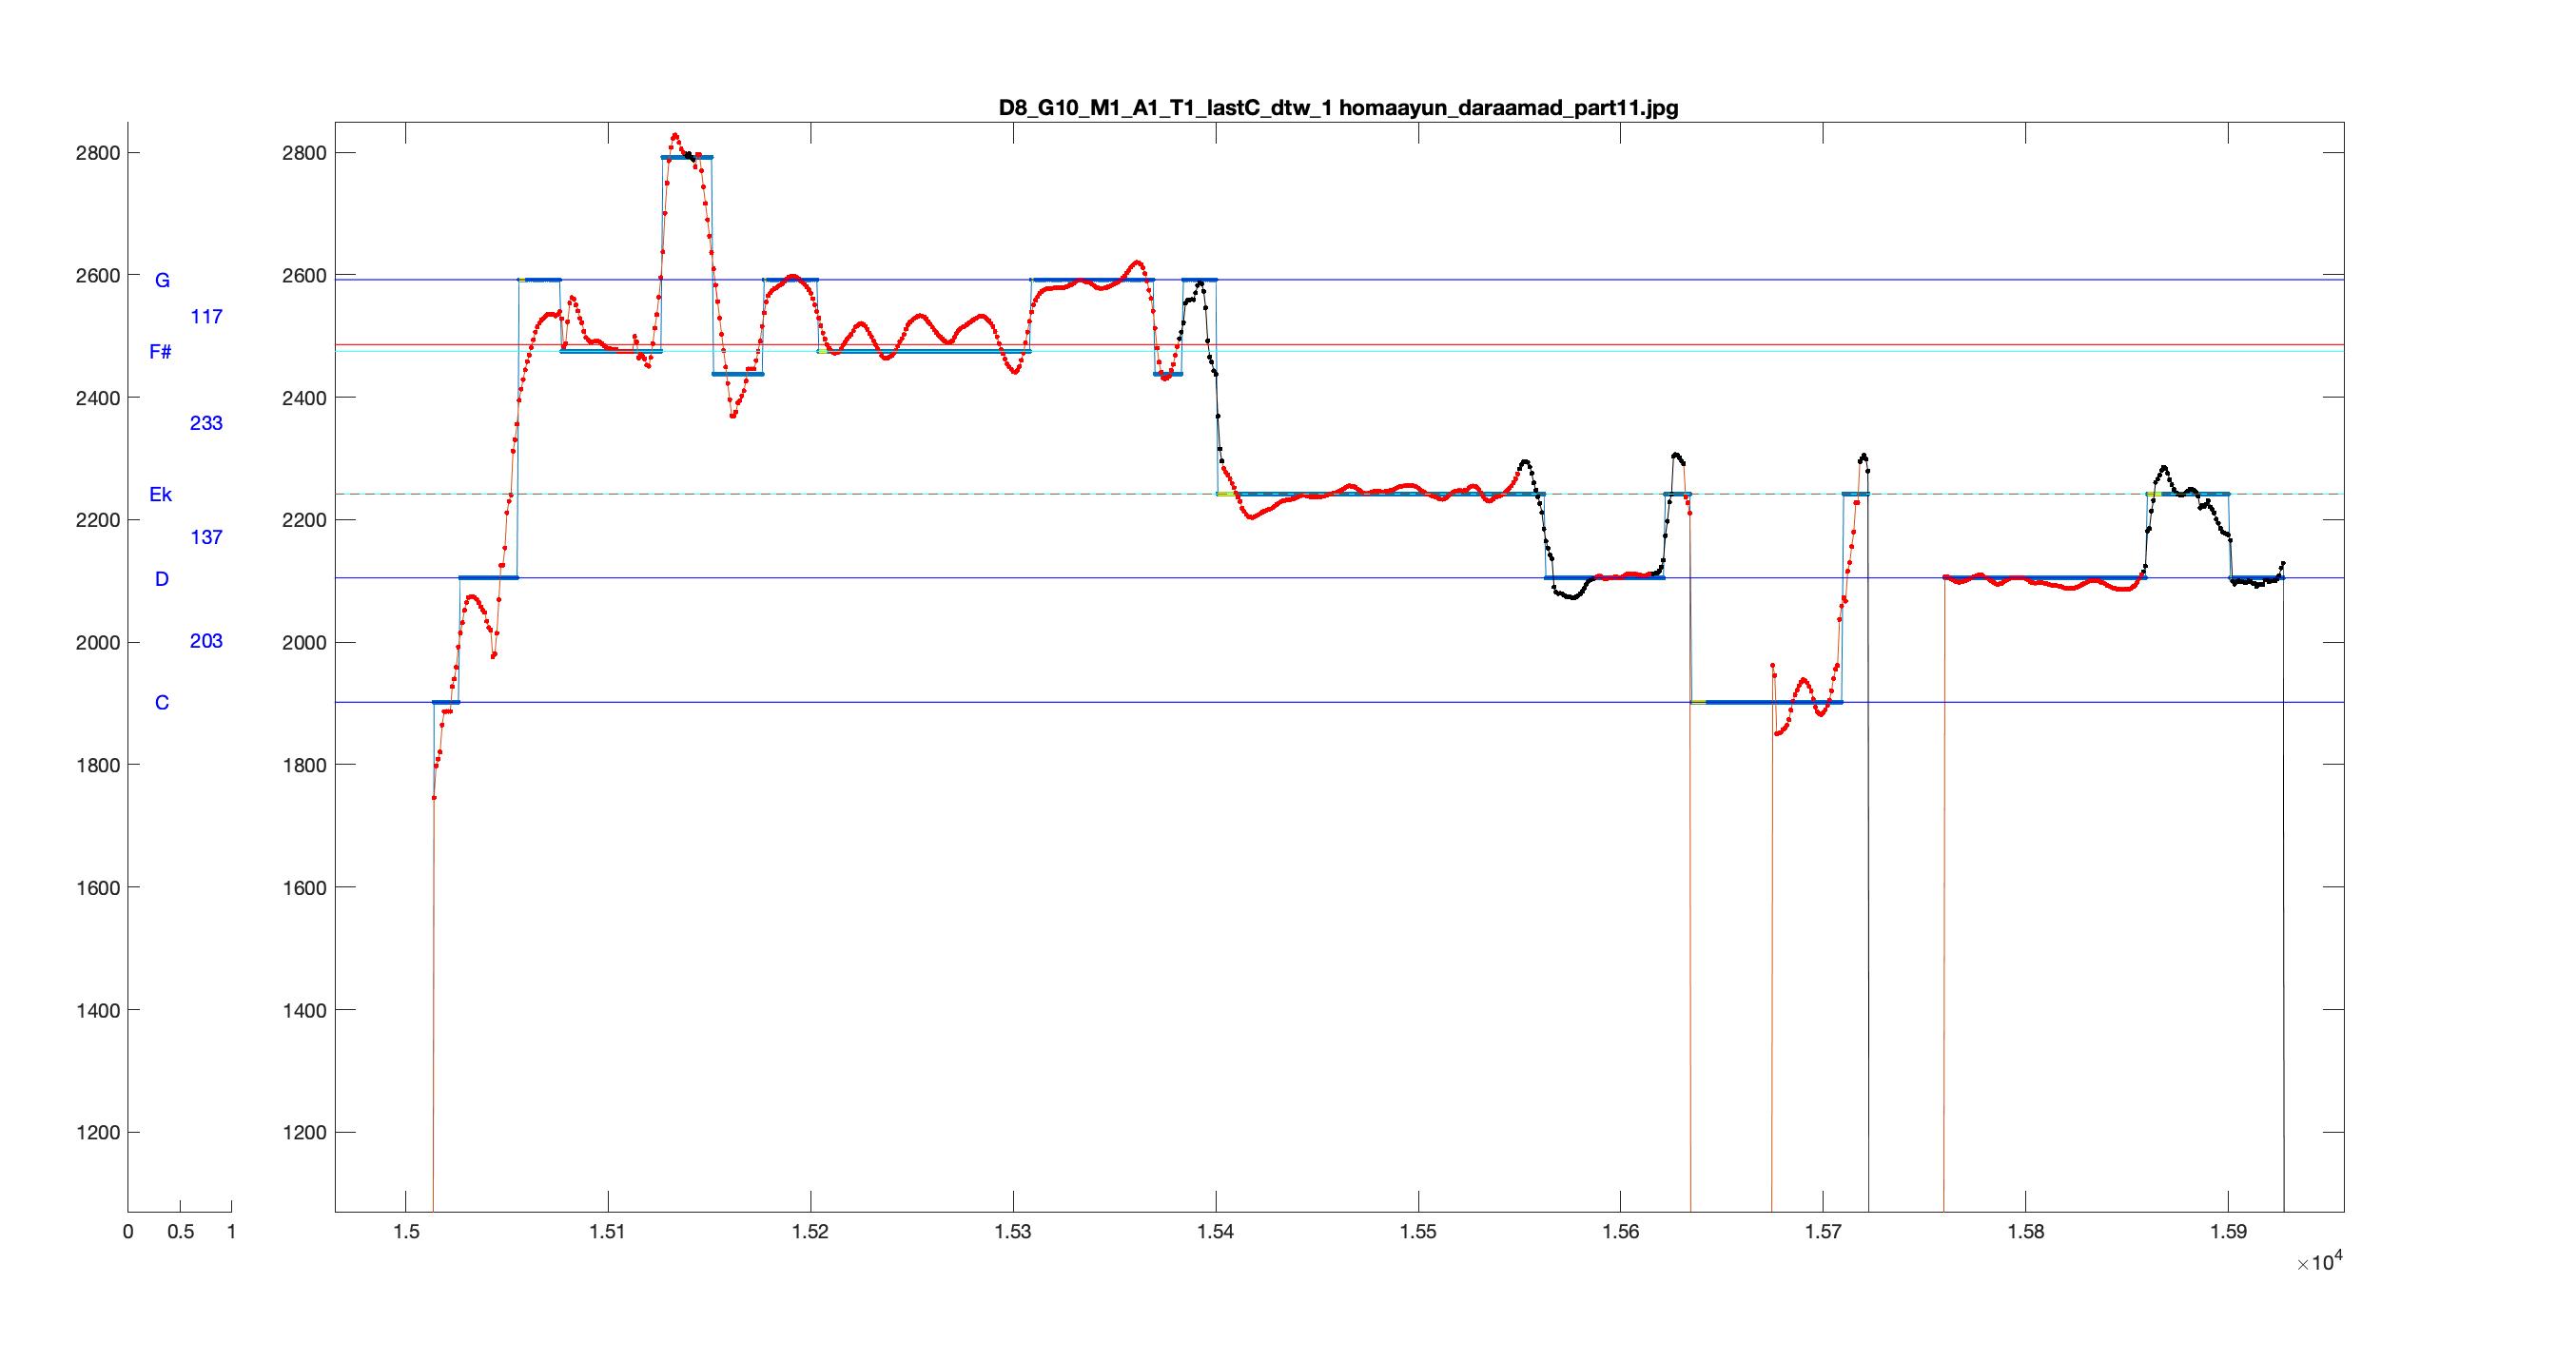 D8_G10_M1_A1_T1_lastC_dtw_1 homaayun_daraamad_part11.jpg
2800 2800
2600 G 2600
117
F#
2400 2400
233
Ek
2200 2200
137
D
2000 203 2000
C
1800 1800
1600 1600
1400 1400
1200 1200
0 0.5 1 1.5 1.51 1.52 1.53 1.54 1.55 1.56 1.57 1.58 1.59
×10⁴